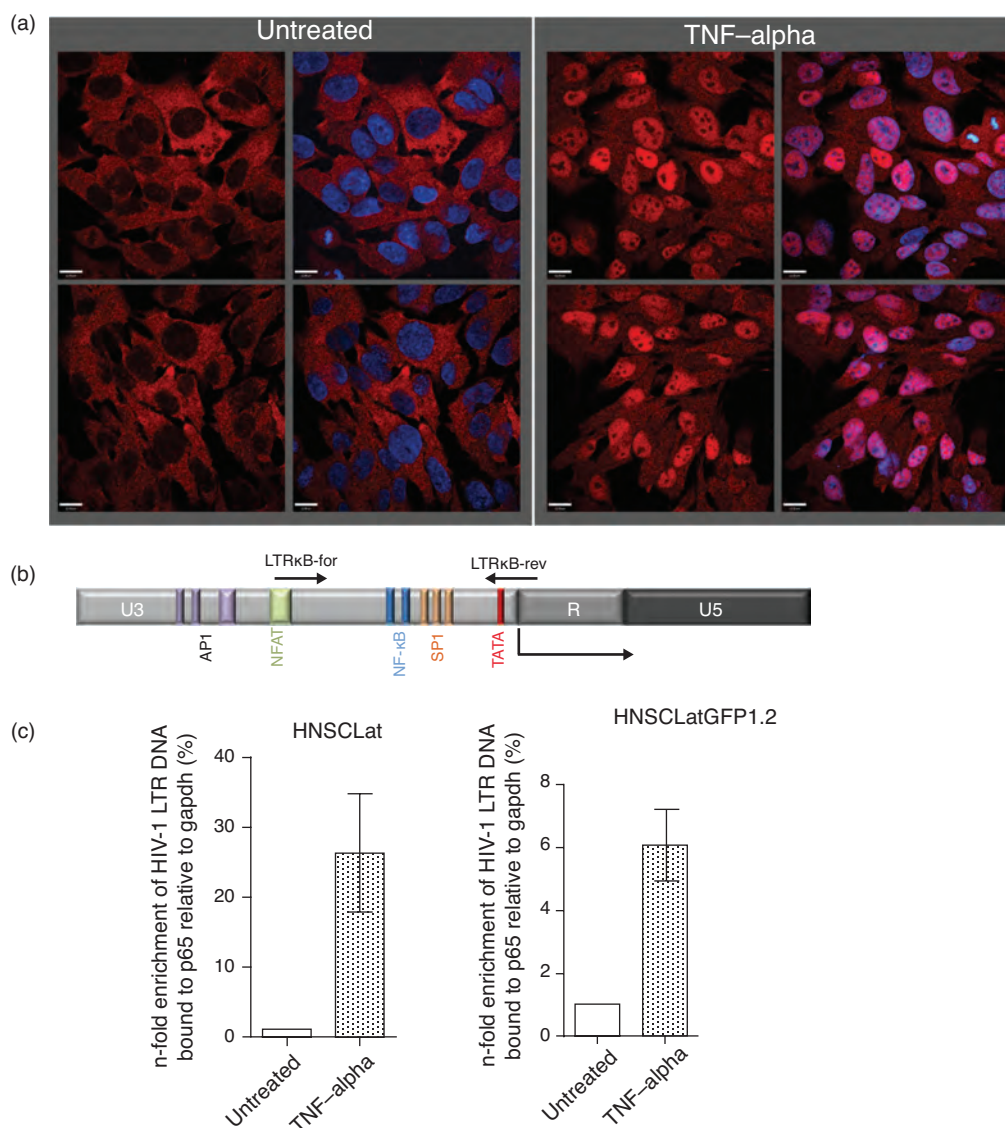 (a)
Untreated
TNF–alpha
(b)
LTRκB-for
LTRκB-rev
U3
R
U5
AP1
NFAT
NF-κB
SP1
TATA
(c)
HNSCLat
n-fold enrichment of HIV-1 LTR DNA
bound to p65 relative to gapdh (%)
40
30
20
10
0
Untreated
TNF–alpha
HNSCLatGFP1.2
n-fold enrichment of HIV-1 LTR DNA
bound to p65 relative to gapdh (%)
8
6
4
2
0
Untreated
TNF–alpha